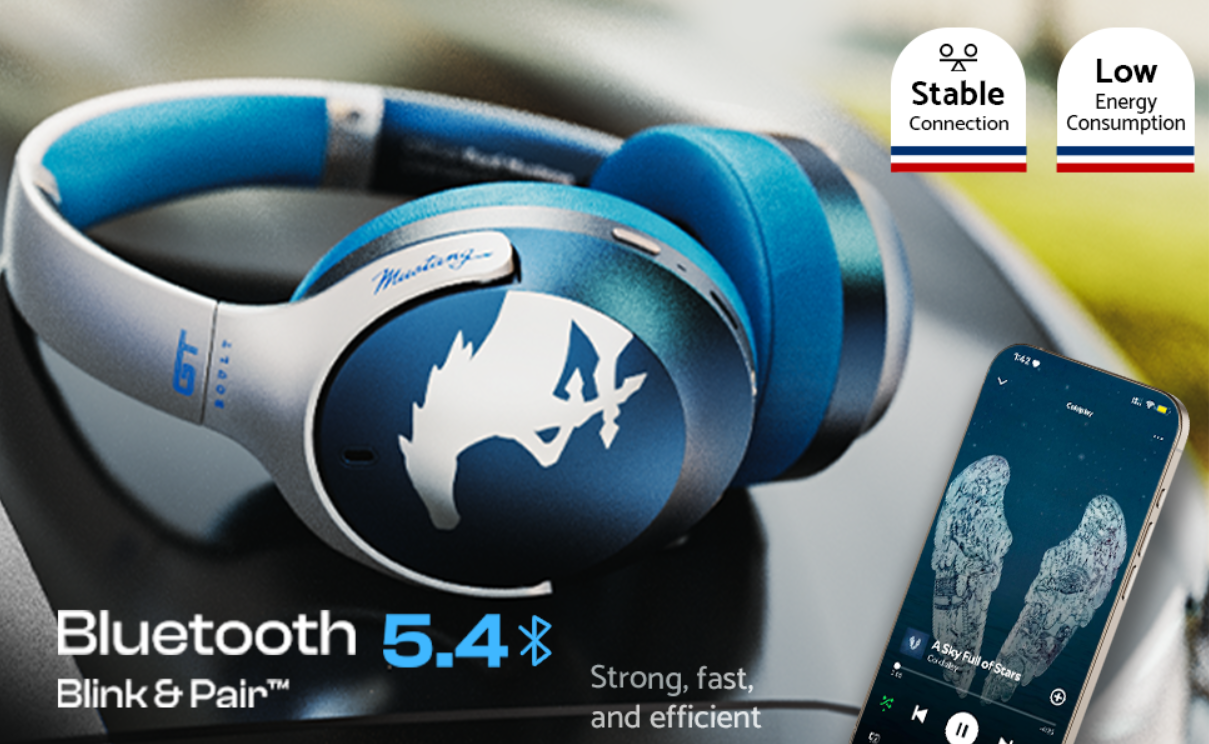 Stable
Connection
Low
Energy
Consumption
Mustang
GT
BOULT
1:42
Coldplay
A Sky Full of Stars
Coldplay
Bluetooth 5.4
Blink & Pair™
Strong, fast,
and efficient